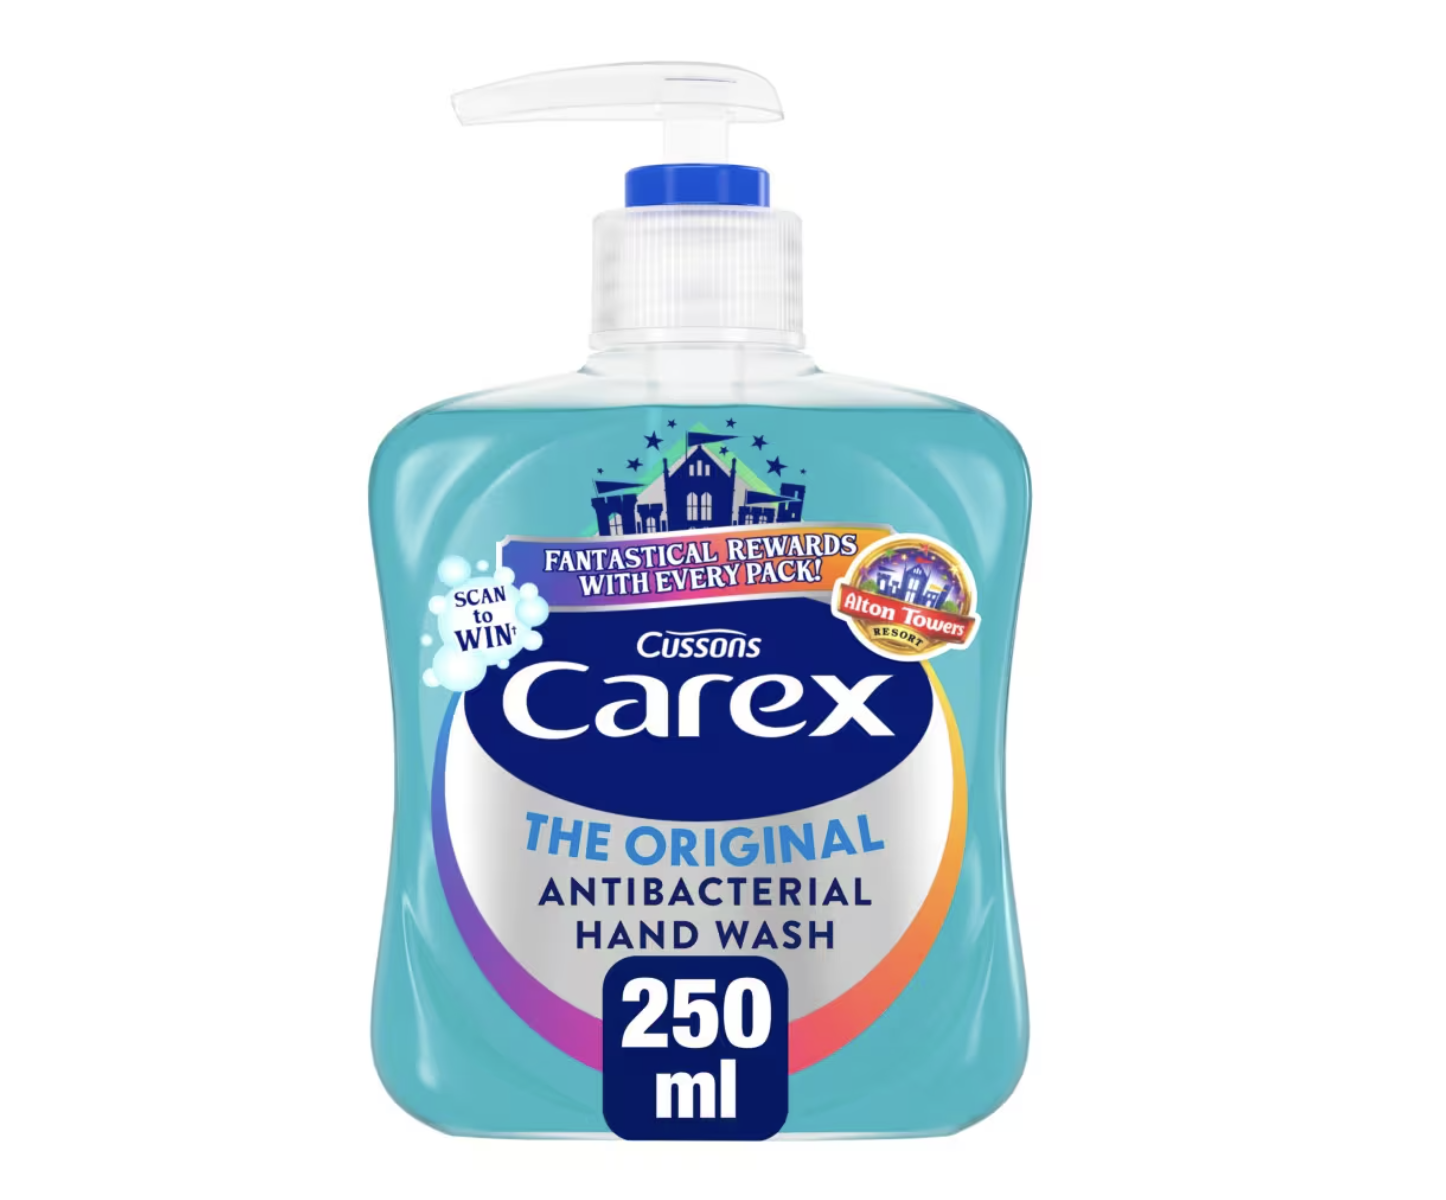 FANTASTICAL REWARDS
WITH EVERY PACK!
SCAN
to
WIN†
Alton Towers
RESORT
Cussons
Carex
THE ORIGINAL
ANTIBACTERIAL
HAND WASH
250
ml